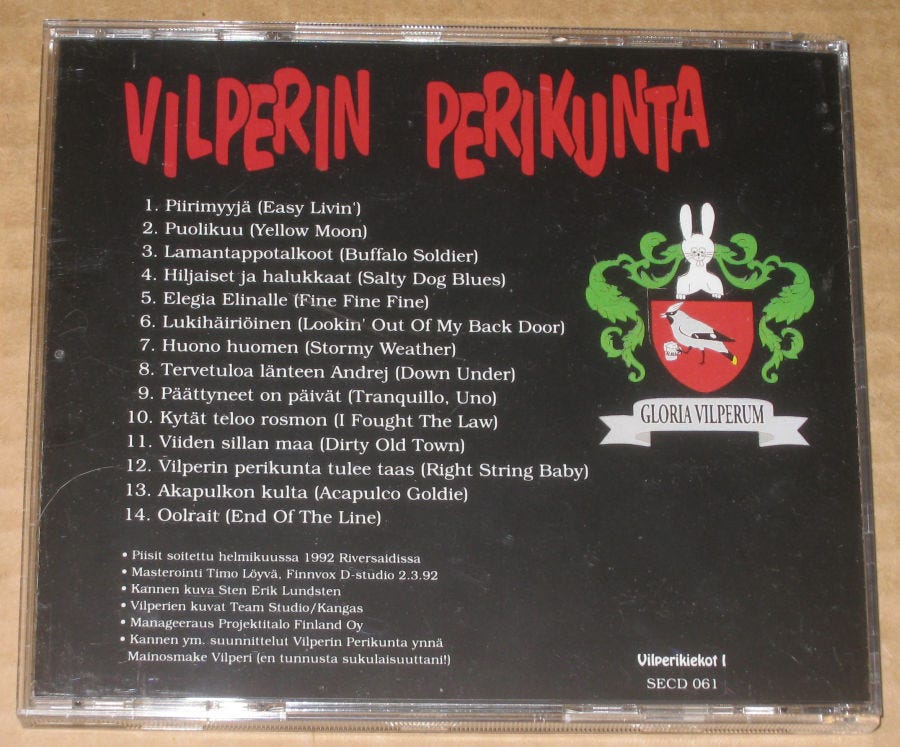 VILPERIN PERIKUNTA
1. Piirimyyjä (Easy Livin')
2. Puolikuu (Yellow Moon)
3. Lamantappotalkoot (Buffalo Soldier)
4. Hiljaiset ja halukkaat (Salty Dog Blues)
5. Elegia Elinalle (Fine Fine Fine)
6. Lukihäiriöinen (Lookin' Out Of My Back Door)
7. Huono huomen (Stormy Weather)
8. Tervetuloa länteen Andrej (Down Under)
9. Päättyneet on päivät (Tranquillo, Uno)
10. Kytät teloo rosmon (I Fought The Law)
11. Viiden sillan maa (Dirty Old Town)
12. Vilperin perikunta tulee taas (Right String Baby)
13. Akapulkon kulta (Acapulco Goldie)
14. Oolrait (End Of The Line)
GLORIA VILPERUM
• Piisit soitettu helmikuussa 1992 Riversaidissa
• Masterointi Timo Löyvä, Finnvox D-studio 2.3.92
• Kannen kuva Sten Erik Lundsten
• Vilperien kuvat Team Studio/Kangas
• Manageeraus Projektitalo Finland Oy
• Kannen ym. suunnittelut Vilperin Perikunta ynnä
Mainosmake Vilperi (en tunnusta sukulaisuuttani!)
Vilperikiekot I
SECD 061